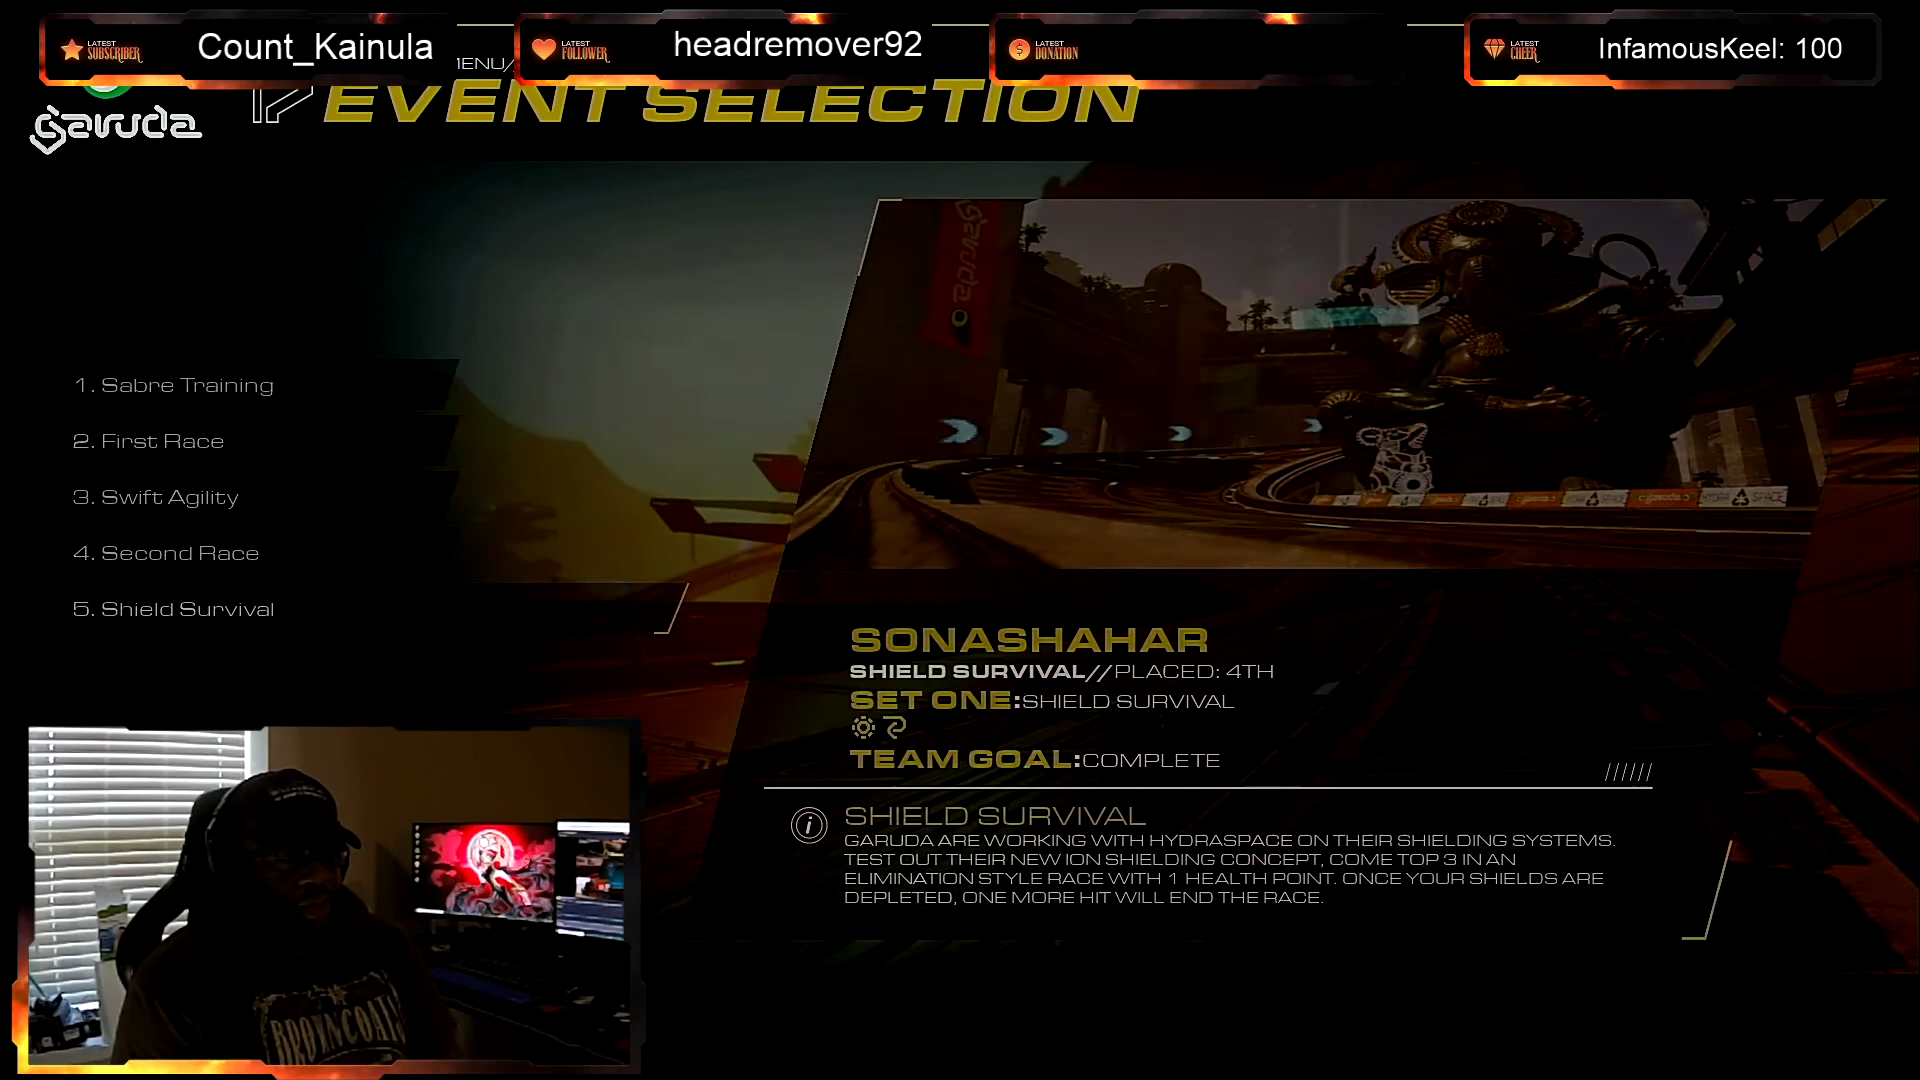 LATEST SUBSCRIBER Count_Kainula
LATEST FOLLOWER headremover92
LATEST DONATION
LATEST CHEER InfamousKeel: 100
MENU/
Garuda
EVENT SELECTION
Garuda
1. Sabre Training
2. First Race
3. Swift Agility
4. Second Race
5. Shield Survival
SONASHAHAR
SHIELD SURVIVAL//PLACED: 4TH
SET ONE:SHIELD SURVIVAL
TEAM GOAL:COMPLETE
SHIELD SURVIVAL
GARUDA ARE WORKING WITH HYDRASPACE ON THEIR SHIELDING SYSTEMS.
TEST OUT THEIR NEW ION SHIELDING CONCEPT, COME TOP 3 IN AN
ELIMINATION STYLE RACE WITH 1 HEALTH POINT. ONCE YOUR SHIELDS ARE
DEPLETED, ONE MORE HIT WILL END THE RACE.
BROWNCOATS